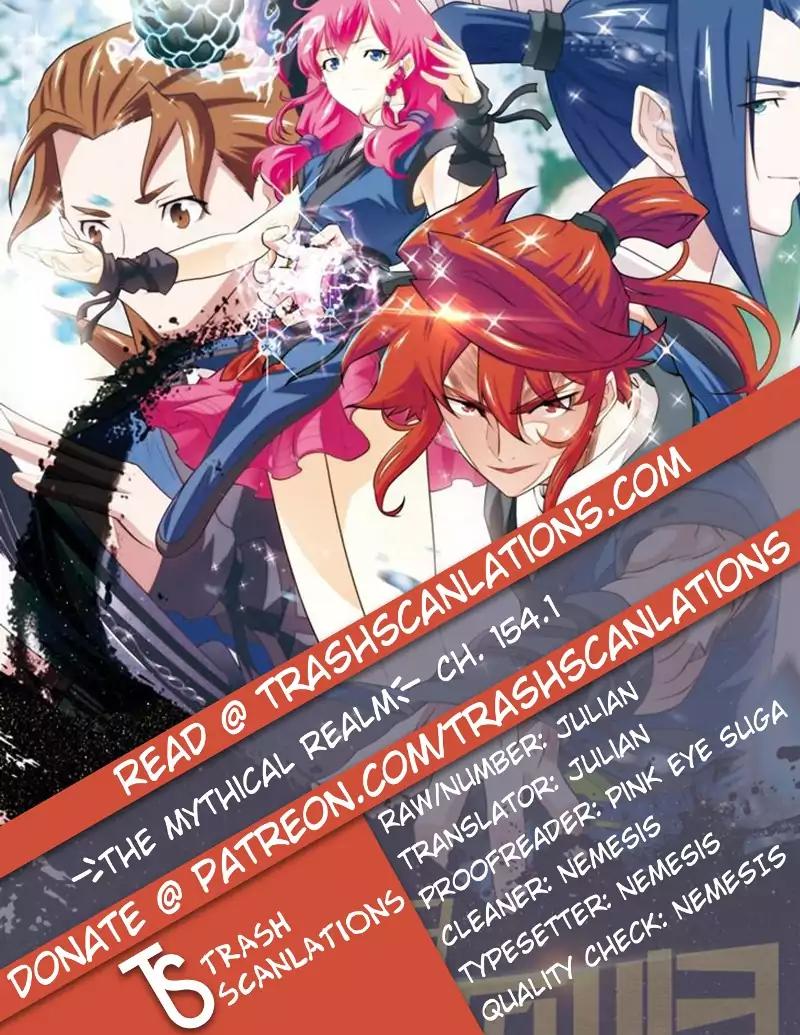 READ @ TRASHSCANLATIONS.COM
THE MYTHICAL REALM CH. 154.1
DONATE @ PATREON.COM/TRASHSCANLATIONS
RAW/NUMBER: JULIAN
TRANSLATOR: JULIAN
PROOFREADER: PINK EYE SUGA
CLEANER: NEMESIS
TYPESETTER: NEMESIS
QUALITY CHECK: NEMESIS
TS TRASH
SCANLATIONS